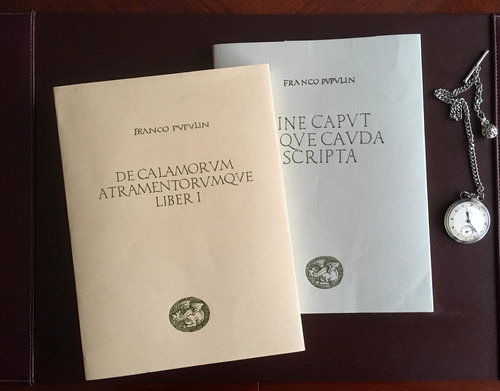 FRANCO PVPVLIN
DE CALAMORVM
ATRAMENTORVMQVE
LIBER I
FRANCO PVPVLIN
INE CAPVT
QVE CAVDA
SCRIPTA